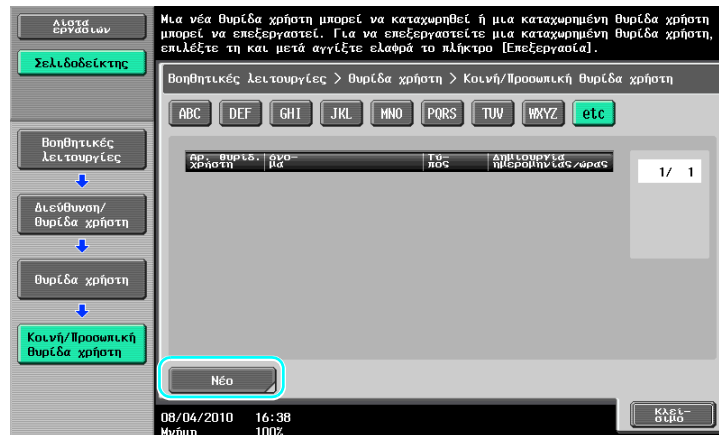 Λίστα
εργασιών
Μια νέα θυρίδα χρήστη μπορεί να καταχωρηθεί ή μια καταχωρημένη θυρίδα χρήστη
μπορεί να επεξεργαστεί. Για να επεξεργαστείτε μια καταχωρημένη θυρίδα χρήστη,
επιλέξτε τη και μετά αγγίξτε ελαφρά το πλήκτρο [Επεξεργασία].
Σελιδοδείκτης
Βοηθητικές λειτουργίες > Θυρίδα χρήστη > Κοινή/Προσωπική θυρίδα χρήστη
ABC DEF GHI JKL MNO PQRS TUV WXYZ etc
Αρ. θυρίδ. χρήστη
Όνο-
μα
Τύ-
πος
Δημιουργία
ημερομηνίας/ώρας
1/ 1
Βοηθητικές
λειτουργίες
Διεύθυνση/
θυρίδα χρήστη
Θυρίδα χρήστη
Κοινή/Προσωπική
θυρίδα χρήστη
Νέο
08/04/2010 16:38
Μνήμη 100%
Κλεί-
σιμο